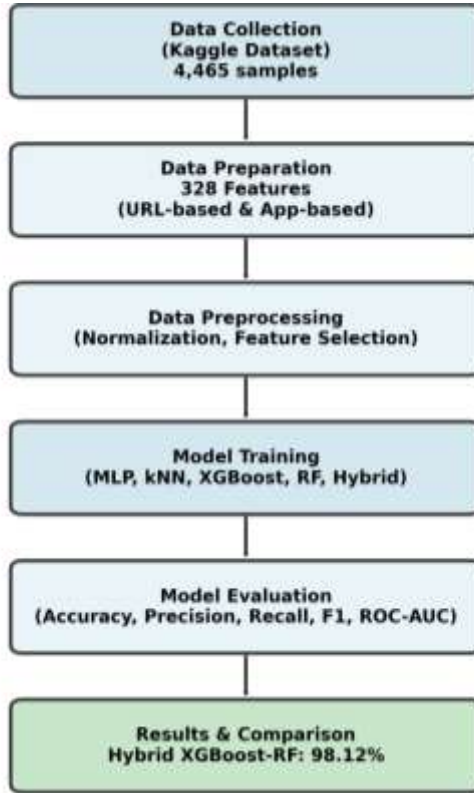 Data Collection
(Kaggle Dataset)
4,465 samples
Data Preparation
328 Features
(URL-based & App-based)
Data Preprocessing
(Normalization, Feature Selection)
Model Training
(MLP, kNN, XGBoost, RF, Hybrid)
Model Evaluation
(Accuracy, Precision, Recall, F1, ROC-AUC)
Results & Comparison
Hybrid XGBoost-RF: 98.12%